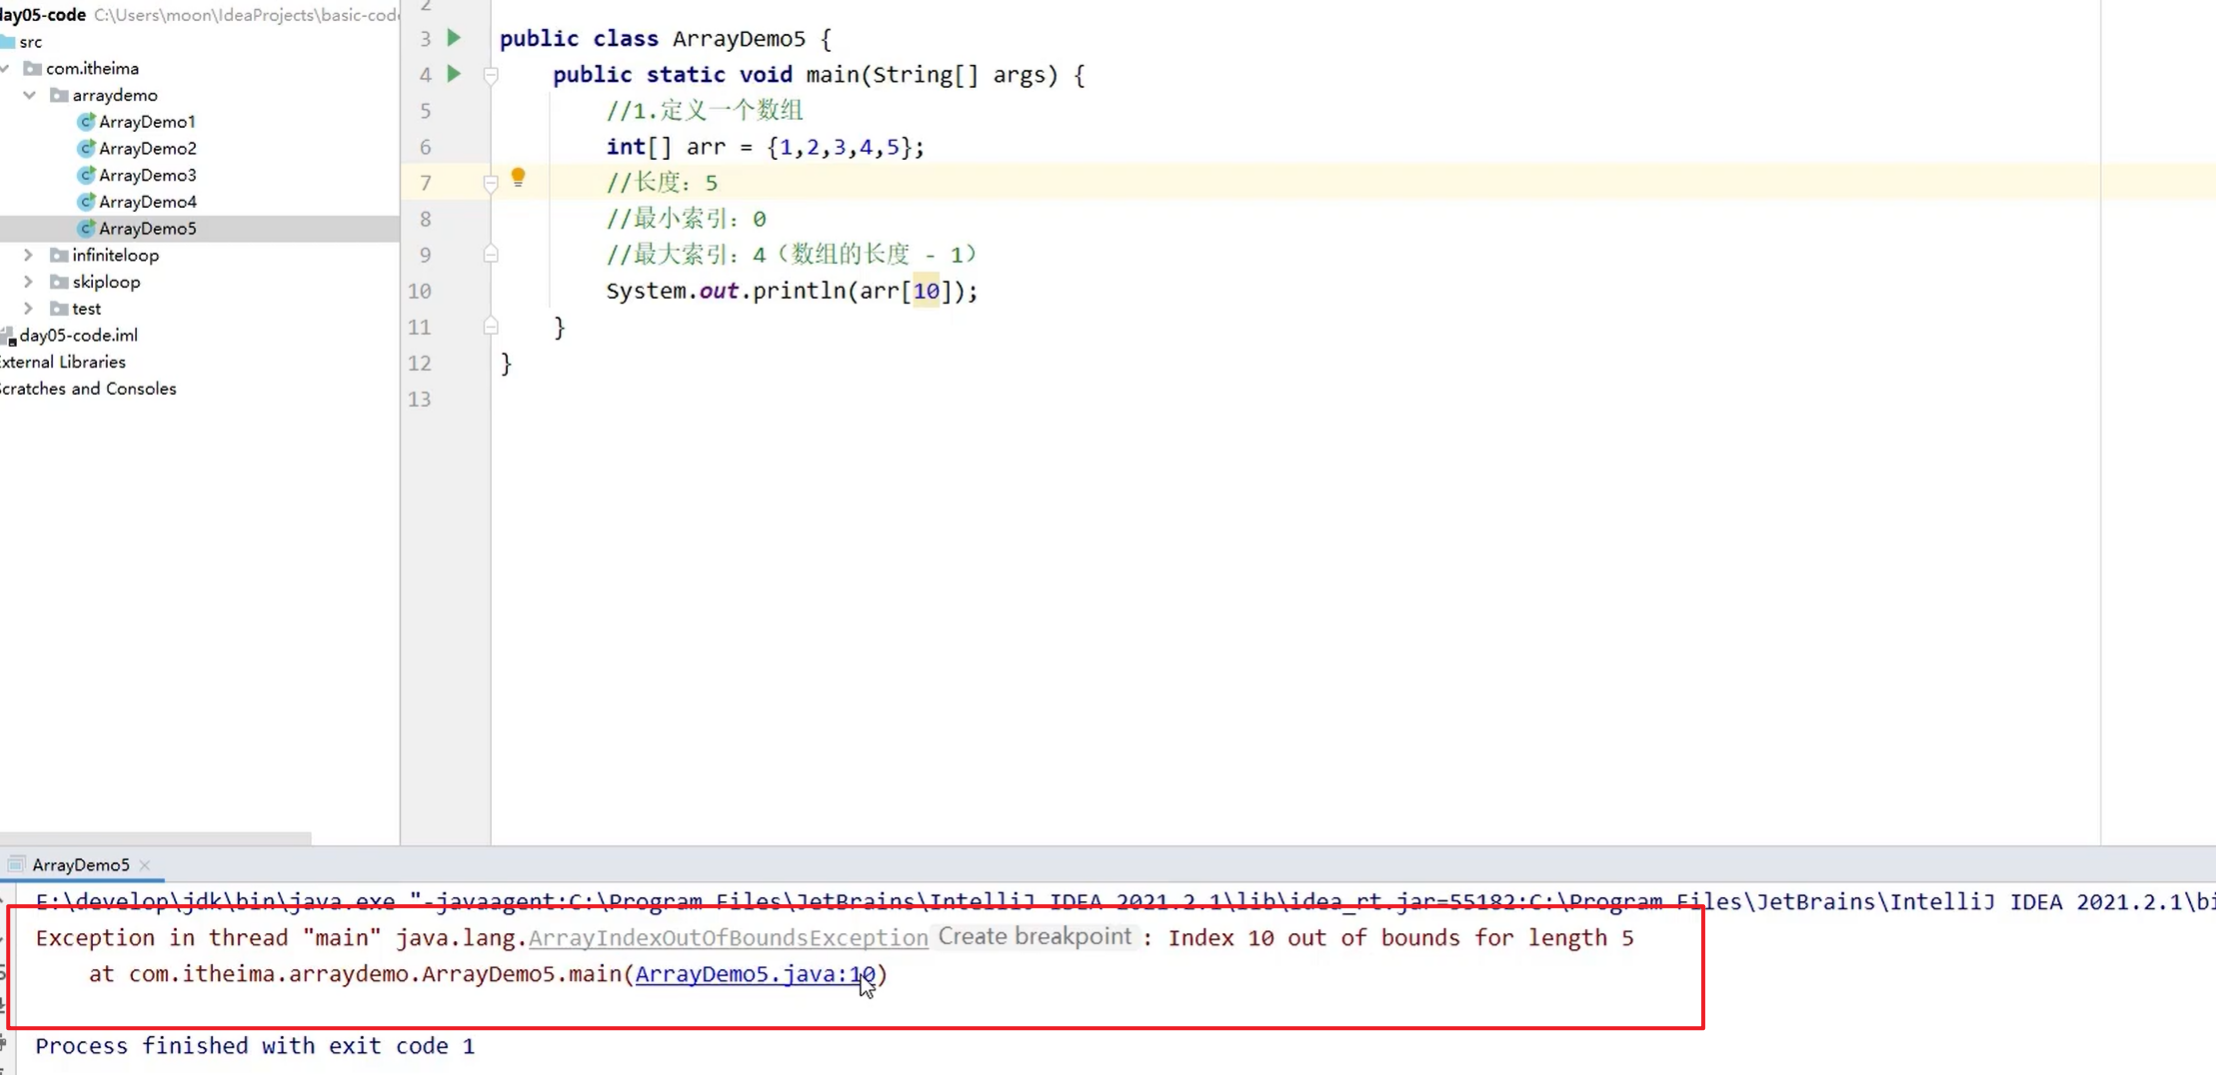 day05-code C:\Users\moon\IdeaProjects\basic-code
src
com.itheima
arraydemo
ArrayDemo1
ArrayDemo2
ArrayDemo3
ArrayDemo4
ArrayDemo5
infiniteloop
skiploop
test
day05-code.iml
External Libraries
Scratches and Consoles
2
3 public class ArrayDemo5 {
4 public static void main(String[] args) {
5 //1.定义一个数组
6 int[] arr = {1,2,3,4,5};
7 //长度：5
8 //最小索引：0
9 //最大索引：4（数组的长度 - 1）
10 System.out.println(arr[10]);
11 }
12 }
13
ArrayDemo5
E:\develop\jdk\bin\java.exe "-javaagent:C:\Program Files\JetBrains\IntelliJ IDEA 2021.2.1\lib\idea_rt.jar=55182:C:\Program Files\JetBrains\IntelliJ IDEA 2021.2.1\bi
Exception in thread "main" java.lang.ArrayIndexOutOfBoundsException Create breakpoint : Index 10 out of bounds for length 5
at com.itheima.arraydemo.ArrayDemo5.main(ArrayDemo5.java:10)
Process finished with exit code 1